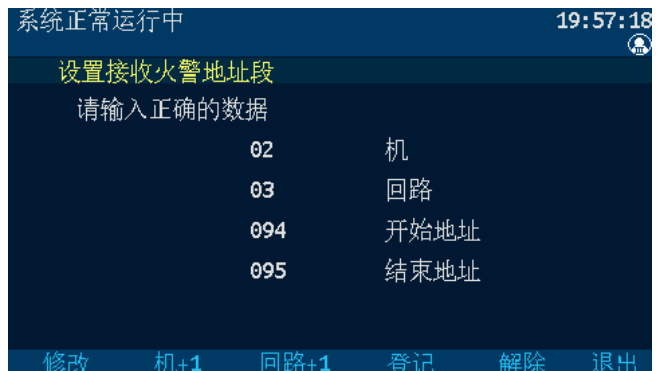 系统正常运行中 19:57:18
设置接收火警地址段
请输入正确的数据
02 机
03 回路
094 开始地址
095 结束地址
修改 机+1 回路+1 登记 解除 退出